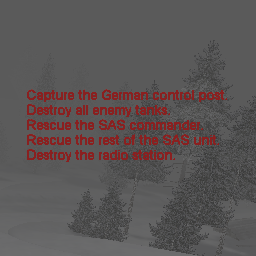 Capture the German control post.
Destroy all enemy tanks.
Rescue the SAS commander.
Rescue the rest of the SAS unit.
Destroy the radio station.